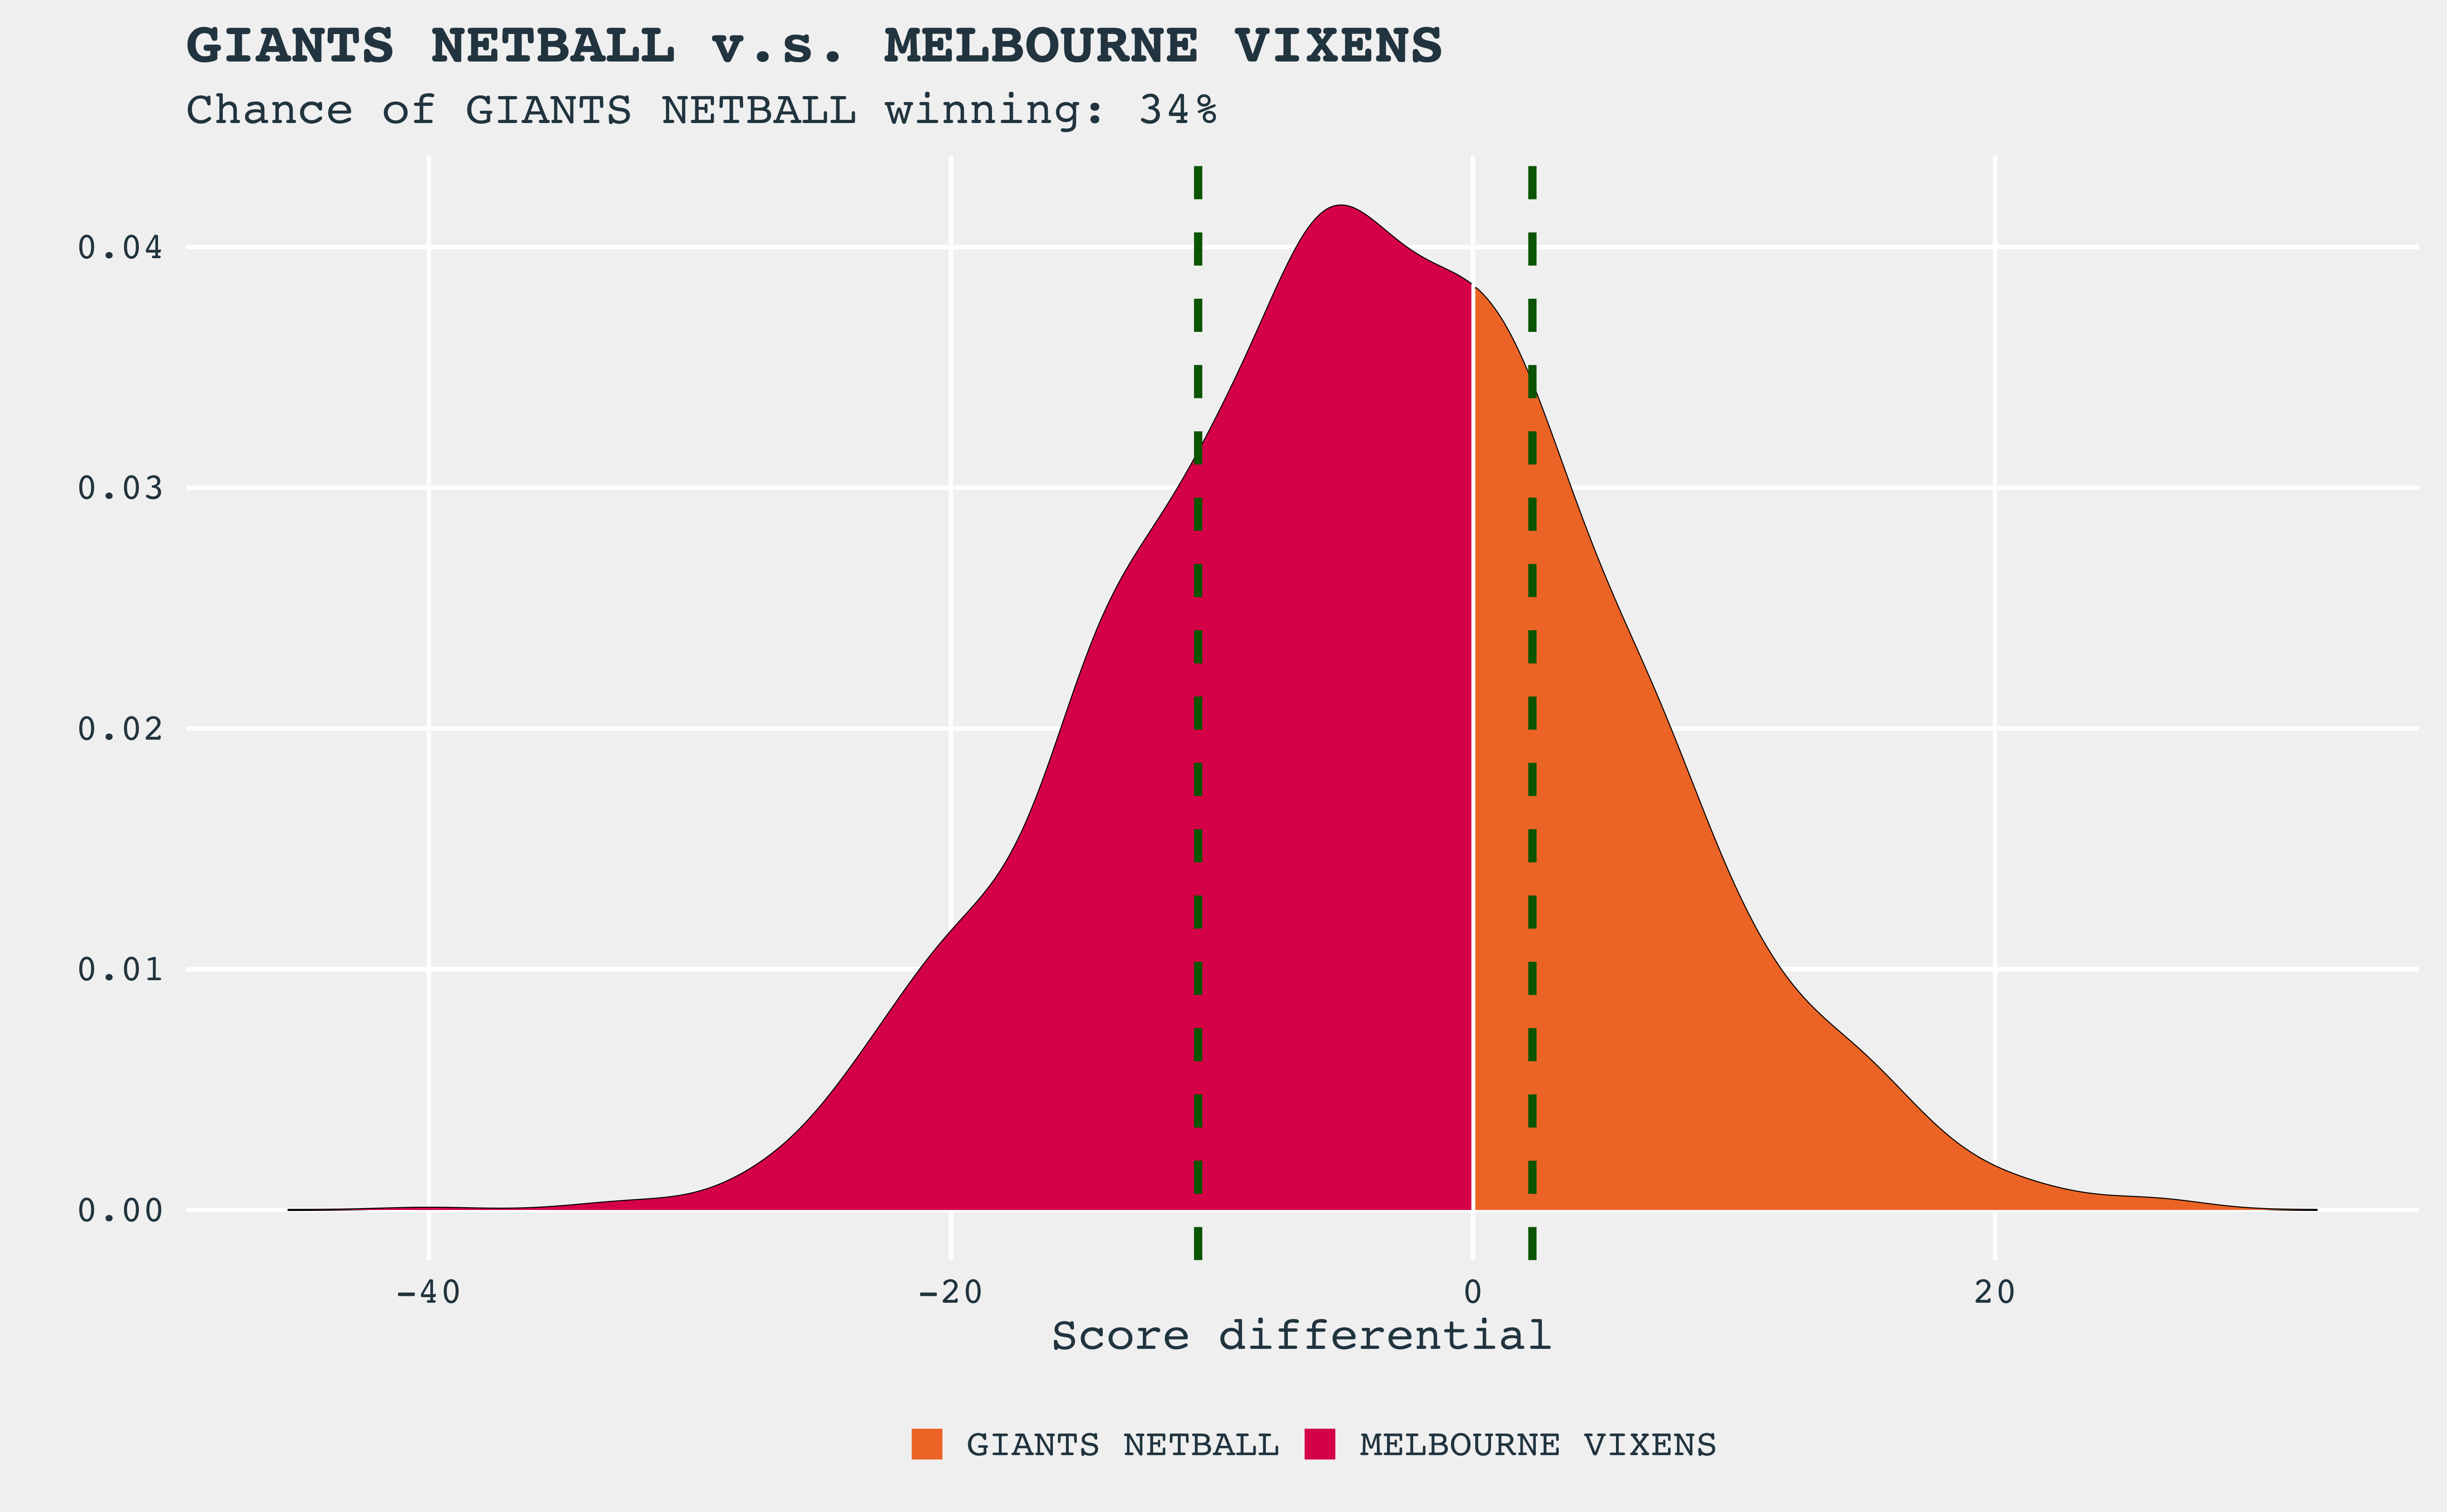 GIANTS NETBALL v.s. MELBOURNE VIXENS
Chance of GIANTS NETBALL winning: 34%
0.04
0.03
0.02
0.01
0.00
-40 -20 0 20
Score differential
GIANTS NETBALL MELBOURNE VIXENS